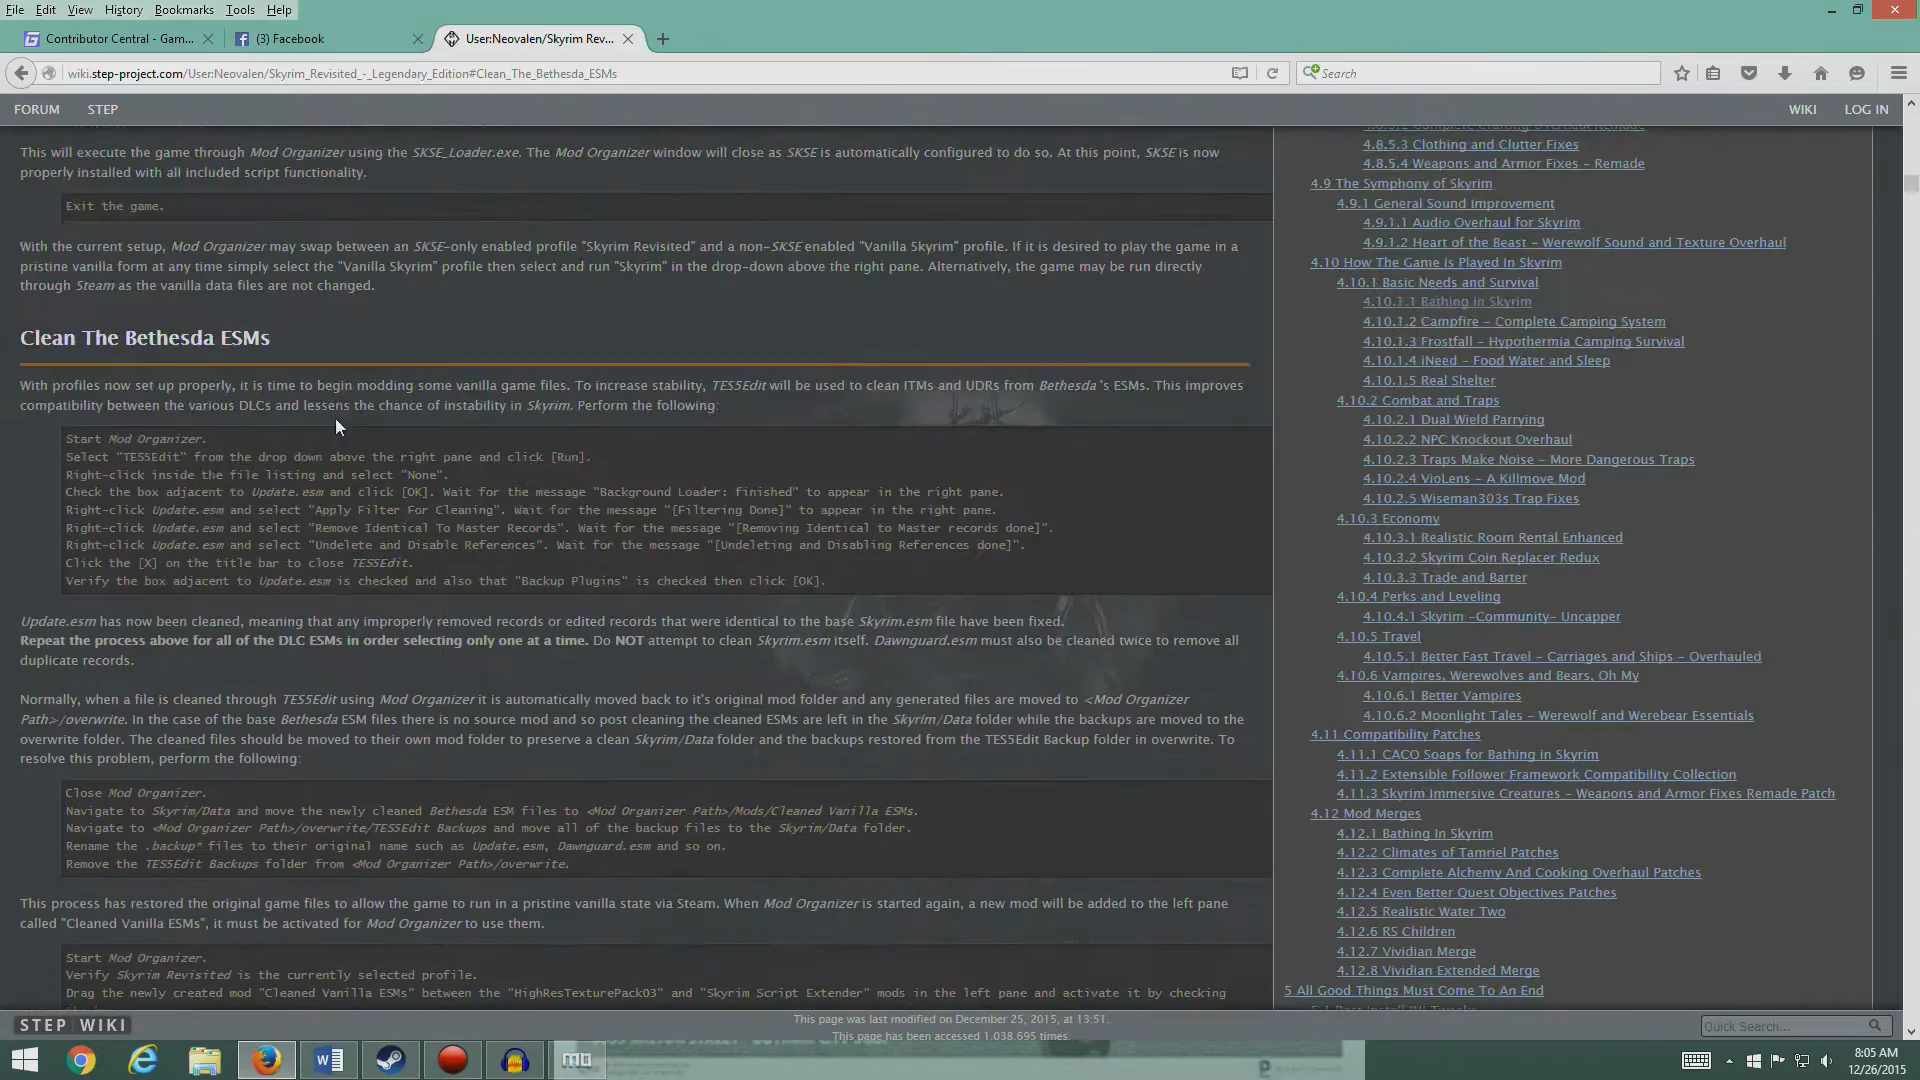 File Edit View History Bookmarks Tools Help
Contributor Central - Gam...
(3) Facebook
User:Neovalen/Skyrim Rev...
wiki.step-project.com/User:Neovalen/Skyrim_Revisited_-_Legendary_Edition#Clean_The_Bethesda_ESMs
Search
FORUM STEP
WIKI LOG IN
This will execute the game through Mod Organizer using the SKSE_Loader.exe. The Mod Organizer window will close as SKSE is automatically configured to do so. At this point, SKSE is now
properly installed with all included script functionality.
Exit the game.
With the current setup, Mod Organizer may swap between an SKSE-only enabled profile "Skyrim Revisited" and a non-SKSE enabled "Vanilla Skyrim" profile. If it is desired to play the game in a
pristine vanilla form at any time simply select the "Vanilla Skyrim" profile then select and run "Skyrim" in the drop-down above the right pane. Alternatively, the game may be run directly
through Steam as the vanilla data files are not changed.
Clean The Bethesda ESMs
With profiles now set up properly, it is time to begin modding some vanilla game files. To increase stability, TES5Edit will be used to clean ITMs and UDRs from Bethesda 's ESMs. This improves
compatibility between the various DLCs and lessens the chance of instability in Skyrim. Perform the following:
Start Mod Organizer.
Select "TES5Edit" from the drop down above the right pane and click [Run].
Right-click inside the file listing and select "None".
Check the box adjacent to Update.esm and click [OK]. Wait for the message "Background Loader: finished" to appear in the right pane.
Right-click Update.esm and select "Apply Filter For Cleaning". Wait for the message "[Filtering Done]" to appear in the right pane.
Right-click Update.esm and select "Remove Identical To Master Records". Wait for the message "[Removing Identical to Master records done]".
Right-click Update.esm and select "Undelete and Disable References". Wait for the message "[Undeleting and Disabling References done]".
Click the [X] on the title bar to close TES5Edit.
Verify the box adjacent to Update.esm is checked and also that "Backup Plugins" is checked then click [OK].
Update.esm has now been cleaned, meaning that any improperly removed records or edited records that were identical to the base Skyrim.esm file have been fixed.
Repeat the process above for all of the DLC ESMs in order selecting only one at a time. Do NOT attempt to clean Skyrim.esm itself. Dawnguard.esm must also be cleaned twice to remove all
duplicate records.
Normally, when a file is cleaned through TES5Edit using Mod Organizer it is automatically moved back to it's original mod folder and any generated files are moved to <Mod Organizer
Path>/overwrite. In the case of the base Bethesda ESM files there is no source mod and so post cleaning the cleaned ESMs are left in the Skyrim/Data folder while the backups are moved to the
overwrite folder. The cleaned files should be moved to their own mod folder to preserve a clean Skyrim/Data folder and the backups restored from the TES5Edit Backup folder in overwrite. To
resolve this problem, perform the following:
Close Mod Organizer.
Navigate to Skyrim/Data and move the newly cleaned Bethesda ESM files to <Mod Organizer Path>/Mods/Cleaned Vanilla ESMs.
Navigate to <Mod Organizer Path>/overwrite/TES5Edit Backups and move all of the backup files to the Skyrim/Data folder.
Rename the .backup* files to their original name such as Update.esm, Dawnguard.esm and so on.
Remove the TES5Edit Backups folder from <Mod Organizer Path>/overwrite.
This process has restored the original game files to allow the game to run in a pristine vanilla state via Steam. When Mod Organizer is started again, a new mod will be added to the left pane
called "Cleaned Vanilla ESMs", it must be activated for Mod Organizer to use them.
Start Mod Organizer.
Verify Skyrim Revisited is the currently selected profile.
Drag the newly created mod "Cleaned Vanilla ESMs" between the "HighResTexturePack03" and "Skyrim Script Extender" mods in the left pane and activate it by checking
4.8.5.3 Clothing and Clutter Fixes
4.8.5.4 Weapons and Armor Fixes - Remade
4.9 The Symphony of Skyrim
4.9.1 General Sound Improvement
4.9.1.1 Audio Overhaul for Skyrim
4.9.1.2 Heart of the Beast - Werewolf Sound and Texture Overhaul
4.10 How The Game Is Played In Skyrim
4.10.1 Basic Needs and Survival
4.10.1.1 Bathing in Skyrim
4.10.1.2 Campfire - Complete Camping System
4.10.1.3 Frostfall - Hypothermia Camping Survival
4.10.1.4 iNeed - Food Water and Sleep
4.10.1.5 Real Shelter
4.10.2 Combat and Traps
4.10.2.1 Dual Wield Parrying
4.10.2.2 NPC Knockout Overhaul
4.10.2.3 Traps Make Noise - More Dangerous Traps
4.10.2.4 VioLens - A Killmove Mod
4.10.2.5 Wiseman303s Trap Fixes
4.10.3 Economy
4.10.3.1 Realistic Room Rental Enhanced
4.10.3.2 Skyrim Coin Replacer Redux
4.10.3.3 Trade and Barter
4.10.4 Perks and Leveling
4.10.4.1 Skyrim -Community- Uncapper
4.10.5 Travel
4.10.5.1 Better Fast Travel - Carriages and Ships - Overhauled
4.10.6 Vampires, Werewolves and Bears, Oh My
4.10.6.1 Better Vampires
4.10.6.2 Moonlight Tales - Werewolf and Werebear Essentials
4.11 Compatibility Patches
4.11.1 CACO Soaps for Bathing in Skyrim
4.11.2 Extensible Follower Framework Compatibility Collection
4.11.3 Skyrim Immersive Creatures - Weapons and Armor Fixes Remade Patch
4.12 Mod Merges
4.12.1 Bathing In Skyrim
4.12.2 Climates of Tamriel Patches
4.12.3 Complete Alchemy And Cooking Overhaul Patches
4.12.4 Even Better Quest Objectives Patches
4.12.5 Realistic Water Two
4.12.6 RS Children
4.12.7 Vividian Merge
4.12.8 Vividian Extended Merge
5 All Good Things Must Come To An End
STEP WIKI
This page was last modified on December 25, 2015, at 13:51.
This page has been accessed 1,038,695 times.
Quick Search...
8:05 AM
12/26/2015